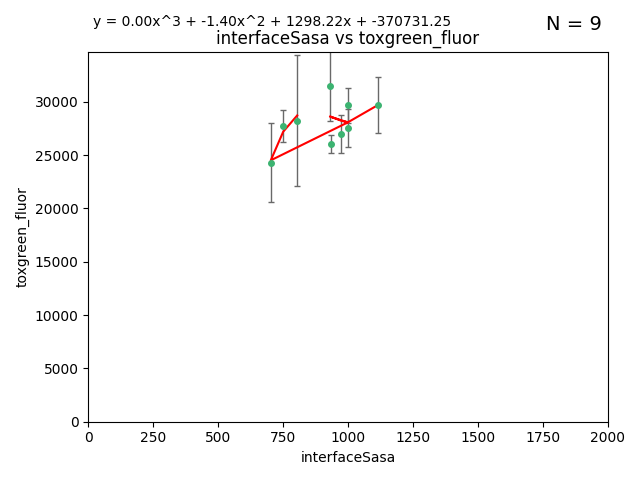 y = 0.00x^3 + -1.40x^2 + 1298.22x + -370731.25
N = 9
interfaceSasa vs toxgreen_fluor
30000
25000
20000
15000
10000
5000
0
toxgreen_fluor
0 250 500 750 1000 1250 1500 1750 2000
interfaceSasa